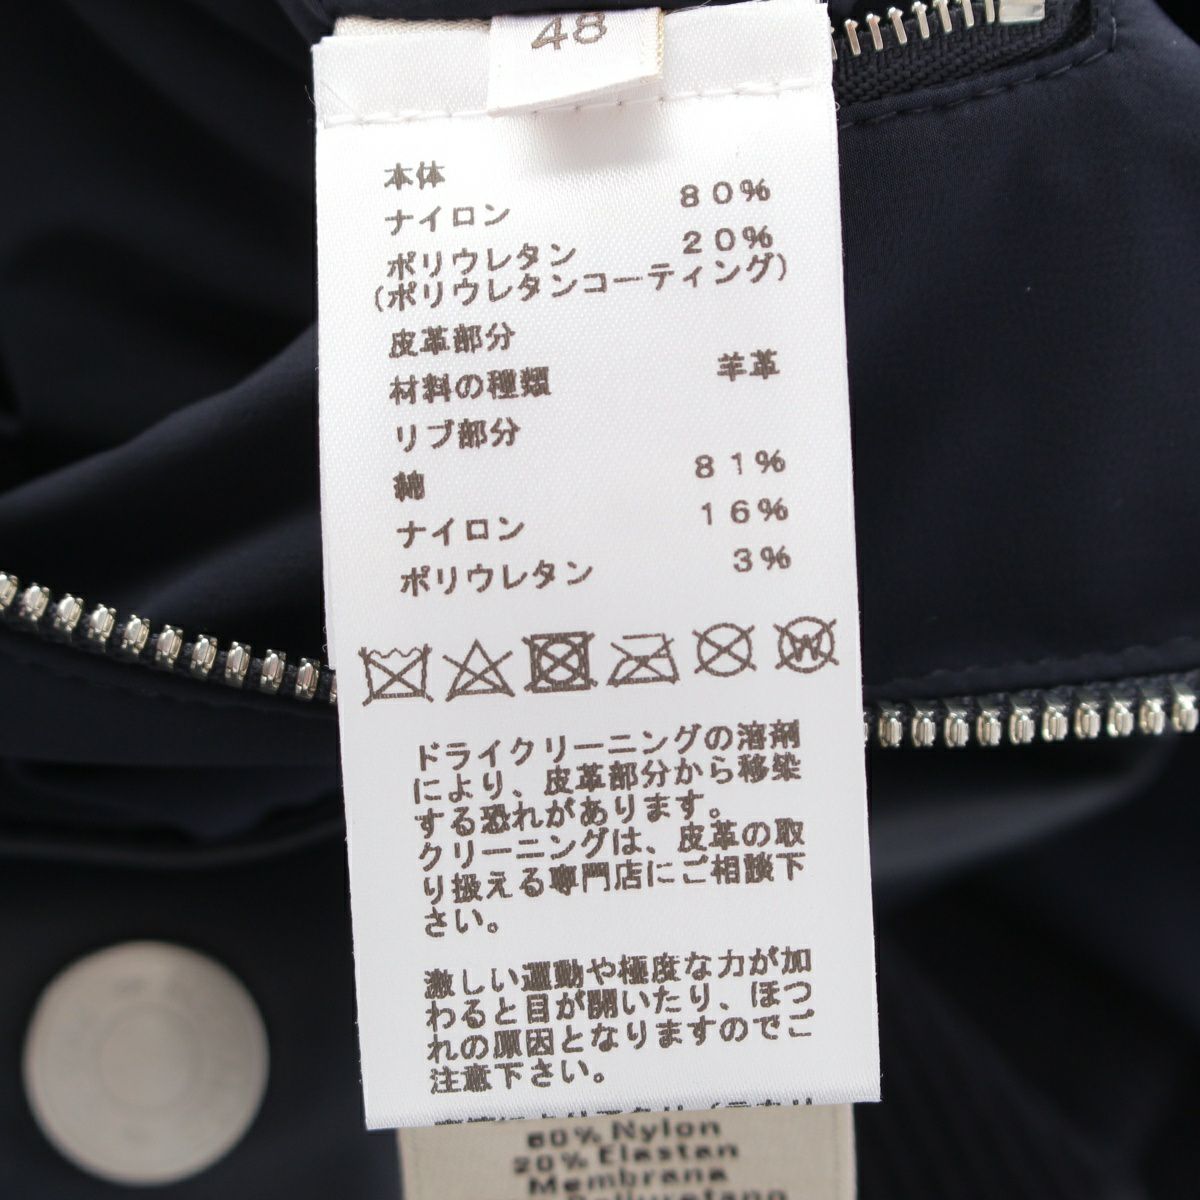 48
本体
ナイロン 80%
ポリウレタン 20%
(ポリウレタンコーティング)
皮革部分
材料の種類 羊革
リブ部分
綿 81%
ナイロン 16%
ポリウレタン 3%
W
ドライクリーニングの溶剤
により、皮革部分から移染
する恐れがあります。
クリーニングは、皮革の取
り扱える専門店にご相談下
さい。
激しい運動や極度な力が加
わると目が開いたり、ほつ
れの原因となりますのでご
注意下さい。
80% Nylon
20% Elastan
Membrana